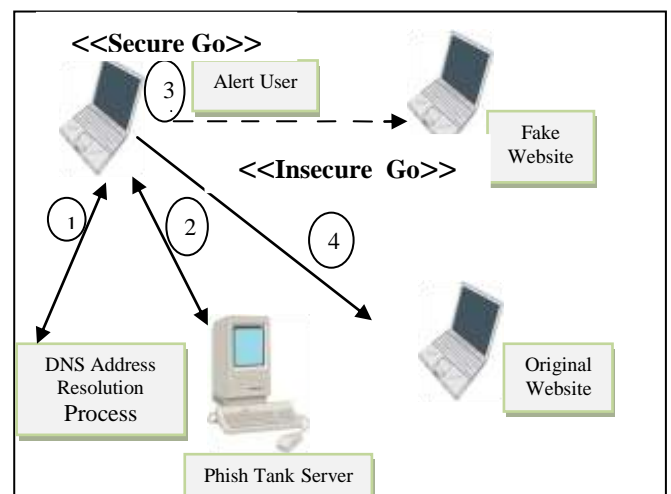 <<Secure Go>>
3
Alert User
Fake
Website
<<Insecure Go>>
1
2
4
DNS Address
Resolution
Process
Original
Website
Phish Tank Server